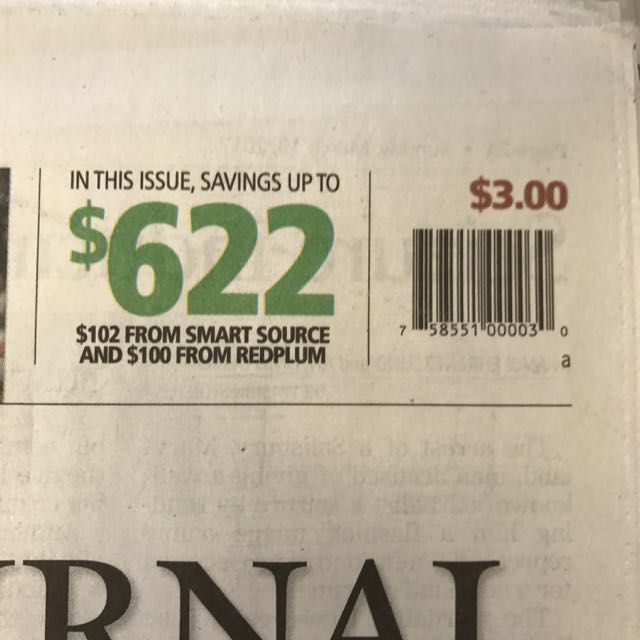 IN THIS ISSUE, SAVINGS UP TO
$622
$102 FROM SMART SOURCE
AND $100 FROM REDPLUM
$3.00
7 58551 00003 0
a
URNAL